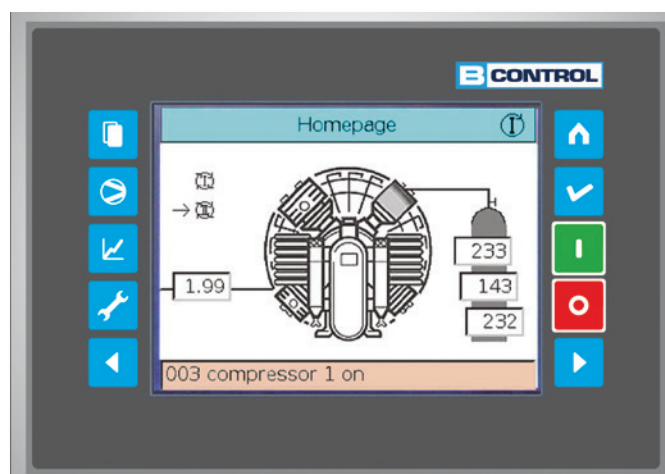 B CONTROL
Homepage
1.99
233
143
232
003 compressor 1 on